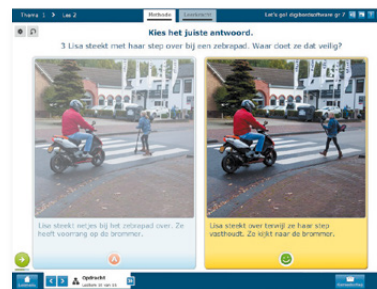 Thema 1 > Les 2
Methode
Leerkracht
Let's go! digibordsoftware gr 7
Kies het juiste antwoord.
3 Lisa steekt met haar step over bij een zebrapad. Waar doet ze dat veilig?
Lisa steekt netjes bij het zebrapad over. Ze
heeft voorrang op de brommer.
Lisa steekt over terwijl ze haar step
vasthoudt. Ze kijkt naar de brommer.
Opdracht